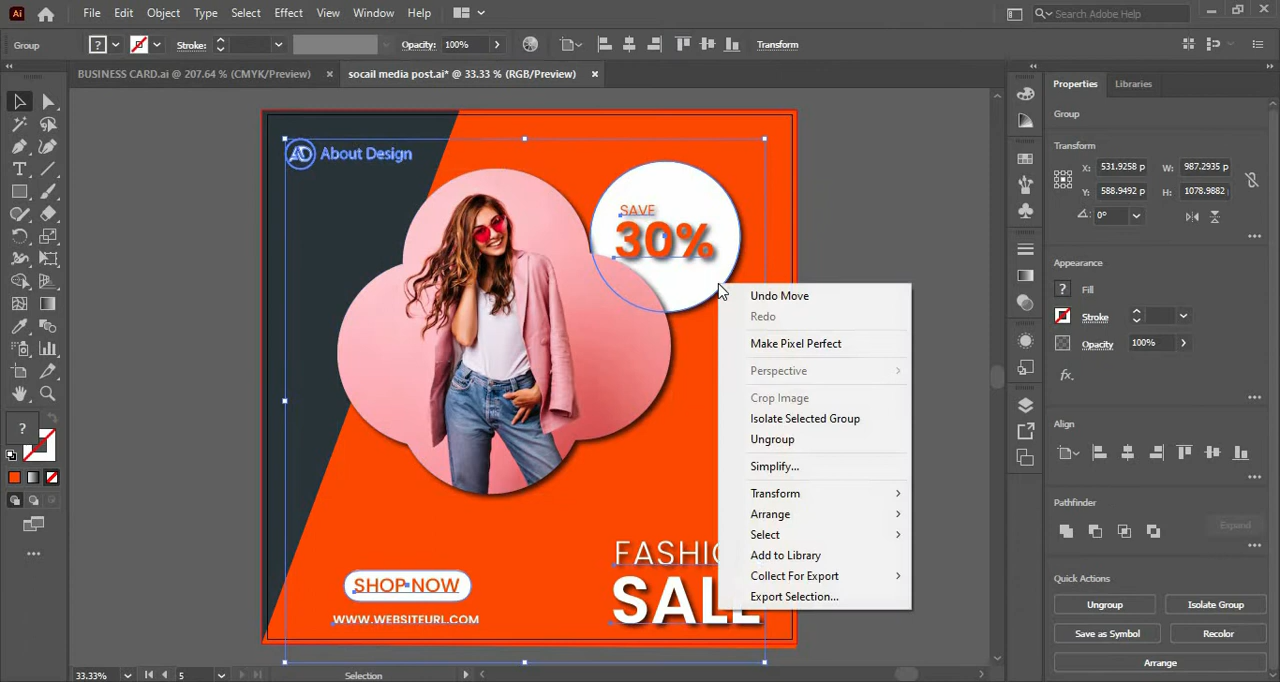 Ai File Edit Object Type Select Effect View Window Help Search Adobe Help
Group ? Stroke: Opacity: 100% Transform
BUSINESS CARD.ai @ 207.64 % (CMYK/Preview) × socail media post.ai* @ 33.33 % (RGB/Preview) ×
AD About Design
SAVE
30%
FASHIO
SALE
SHOP NOW
WWW.WEBSITEURL.COM
Undo Move
Redo
Make Pixel Perfect
Perspective
Crop Image
Isolate Selected Group
Ungroup
Simplify...
Transform
Arrange
Select
Add to Library
Collect For Export
Export Selection...
Properties Libraries
Group
Transform
X: 531.9258 p W: 987.2935 p
Y: 588.9492 p H: 1078.9882
0°
Appearance
? Fill
Stroke
Opacity 100%
fx.
Align
Pathfinder
Expand
Quick Actions
Ungroup Isolate Group
Save as Symbol Recolor
Arrange
?
33.33% 5 Selection